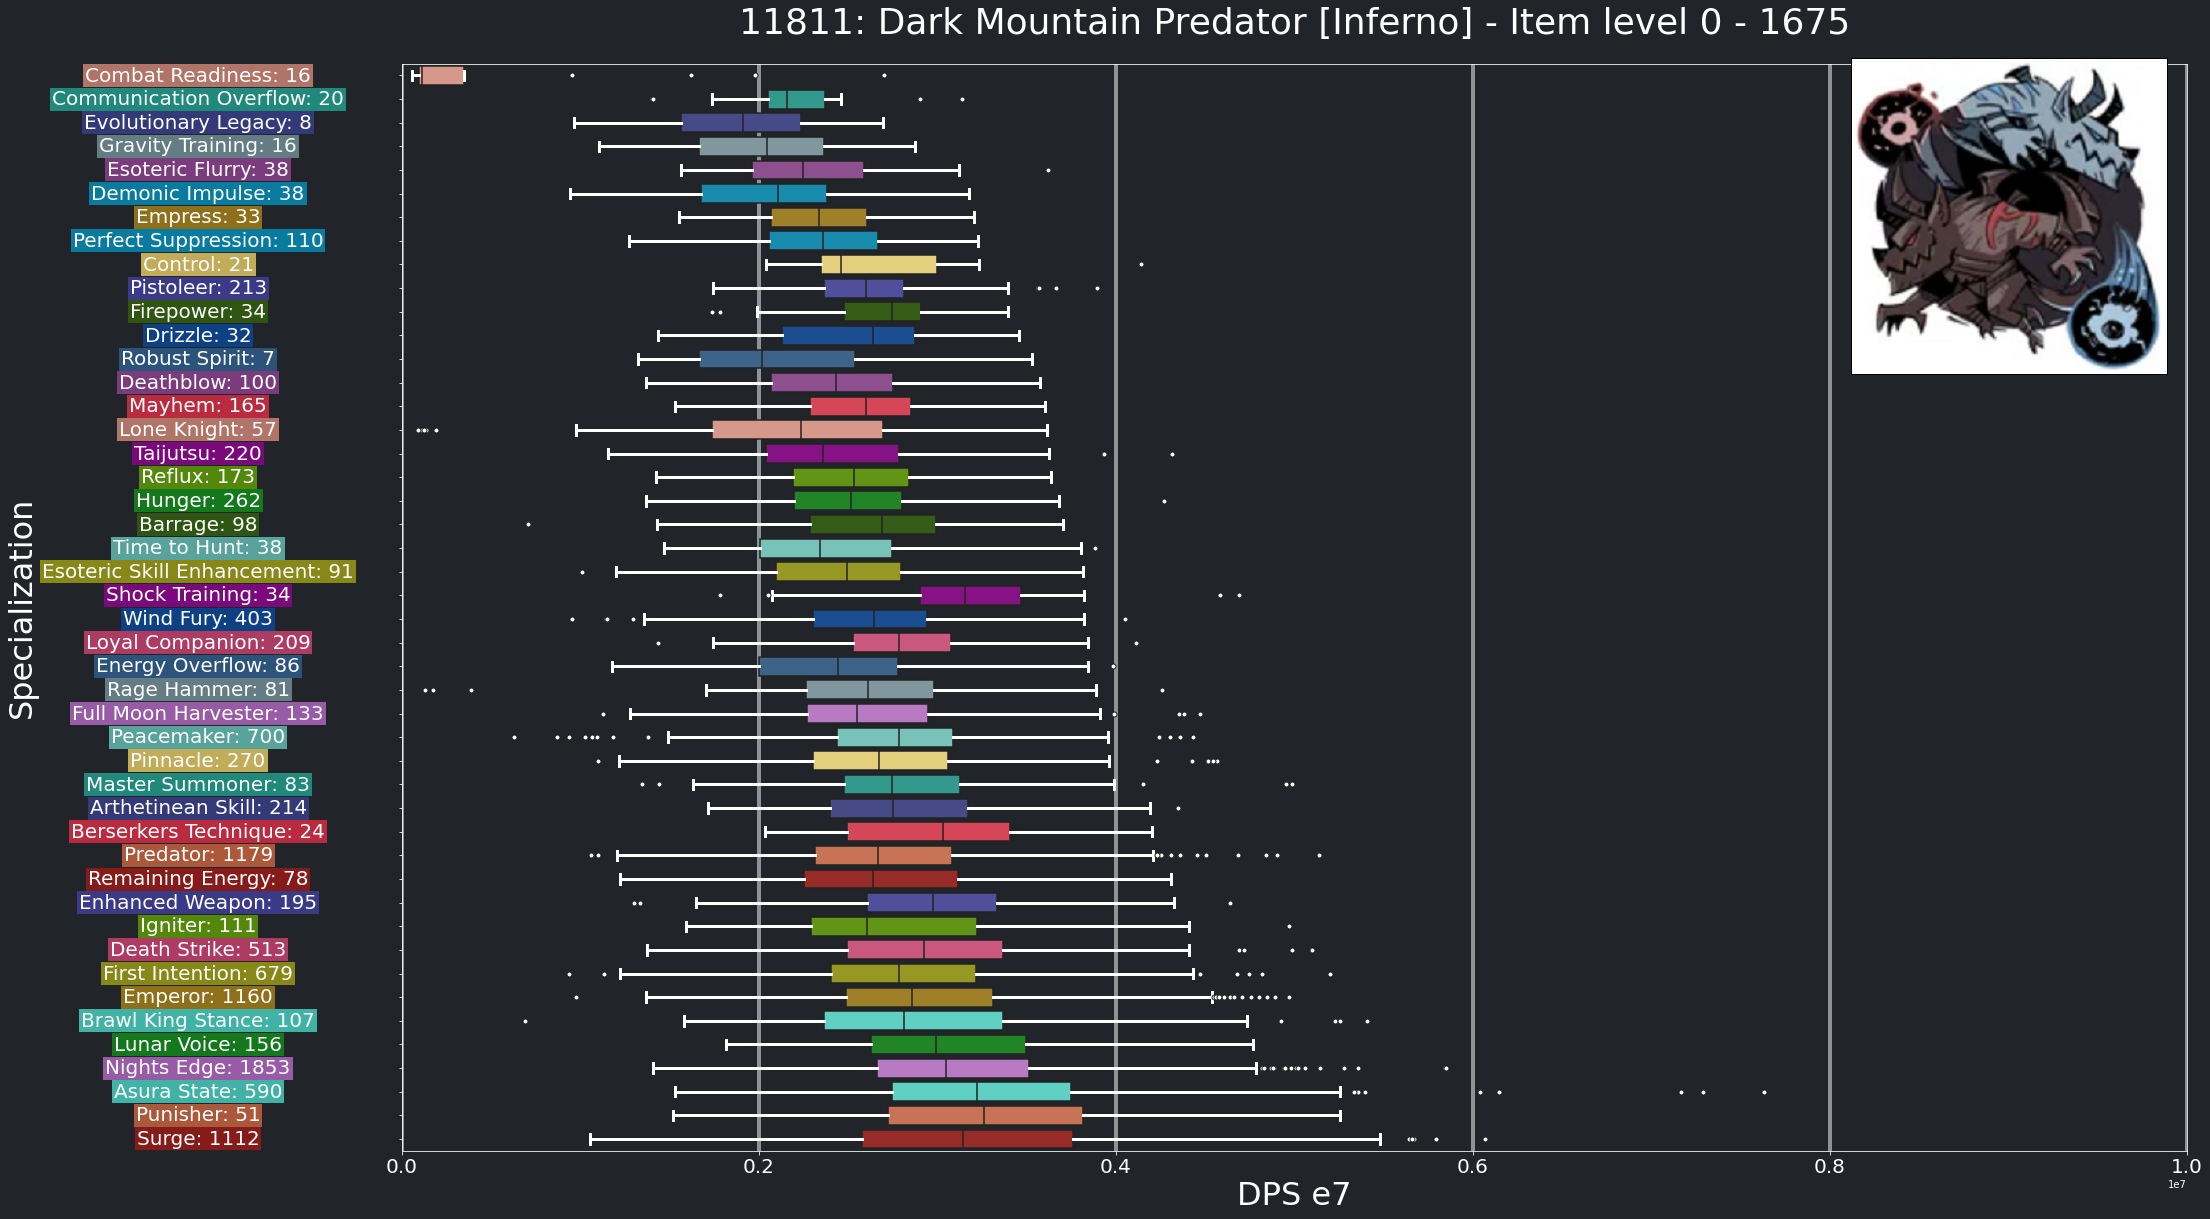 11811: Dark Mountain Predator [Inferno] - Item level 0 - 1675
Specialization
Combat Readiness: 16
Communication Overflow: 20
Evolutionary Legacy: 8
Gravity Training: 16
Esoteric Flurry: 38
Demonic Impulse: 38
Empress: 33
Perfect Suppression: 110
Control: 21
Pistoleer: 213
Firepower: 34
Drizzle: 32
Robust Spirit: 7
Deathblow: 100
Mayhem: 165
Lone Knight: 57
Taijutsu: 220
Reflux: 173
Hunger: 262
Barrage: 98
Time to Hunt: 38
Esoteric Skill Enhancement: 91
Shock Training: 34
Wind Fury: 403
Loyal Companion: 209
Energy Overflow: 86
Rage Hammer: 81
Full Moon Harvester: 133
Peacemaker: 700
Pinnacle: 270
Master Summoner: 83
Arthetinean Skill: 214
Berserkers Technique: 24
Predator: 1179
Remaining Energy: 78
Enhanced Weapon: 195
Igniter: 111
Death Strike: 513
First Intention: 679
Emperor: 1160
Brawl King Stance: 107
Lunar Voice: 156
Nights Edge: 1853
Asura State: 590
Punisher: 51
Surge: 1112
0.0 0.2 0.4 0.6 0.8 1.0
1e7
DPS e7